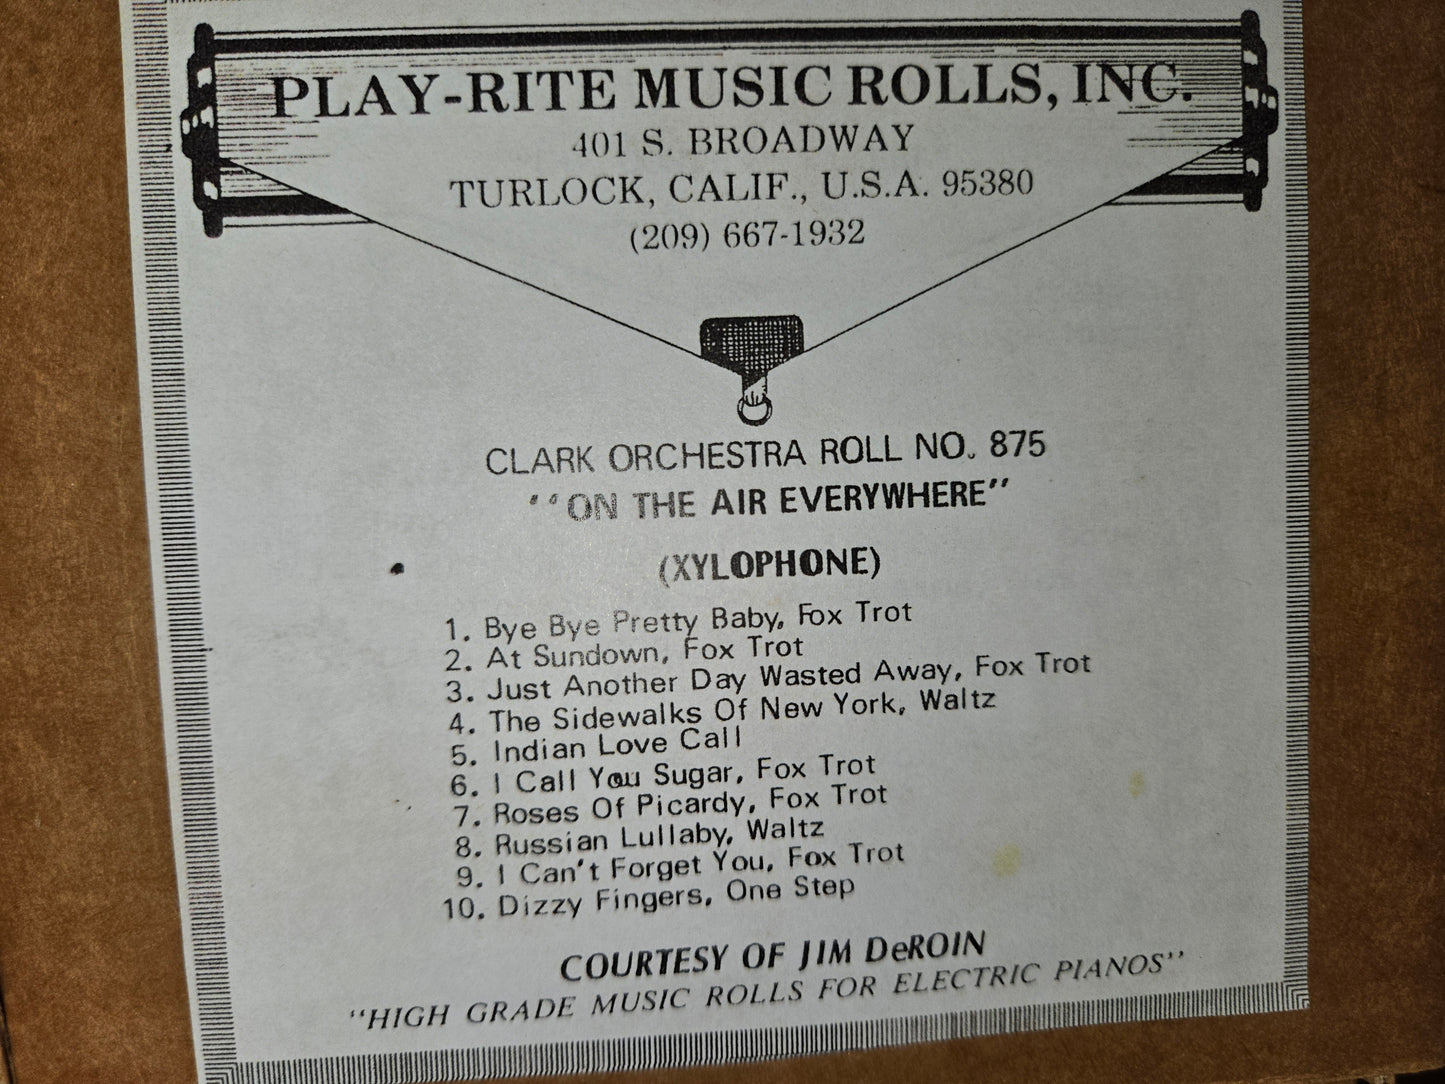 PLAY-RITE MUSIC ROLLS, INC.
401 S. BROADWAY
TURLOCK, CALIF., U.S.A. 95380
(209) 667-1932
CLARK ORCHESTRA ROLL NO. 875
‘‘ON THE AIR EVERYWHERE’’
(XYLOPHONE)
1. Bye Bye Pretty Baby, Fox Trot
2. At Sundown, Fox Trot
3. Just Another Day Wasted Away, Fox Trot
4. The Sidewalks Of New York, Waltz
5. Indian Love Call
6. I Call You Sugar, Fox Trot
7. Roses Of Picardy, Fox Trot
8. Russian Lullaby, Waltz
9. I Can't Forget You, Fox Trot
10. Dizzy Fingers, One Step
COURTESY OF JIM DeROIN
‘‘HIGH GRADE MUSIC ROLLS FOR ELECTRIC PIANOS’’